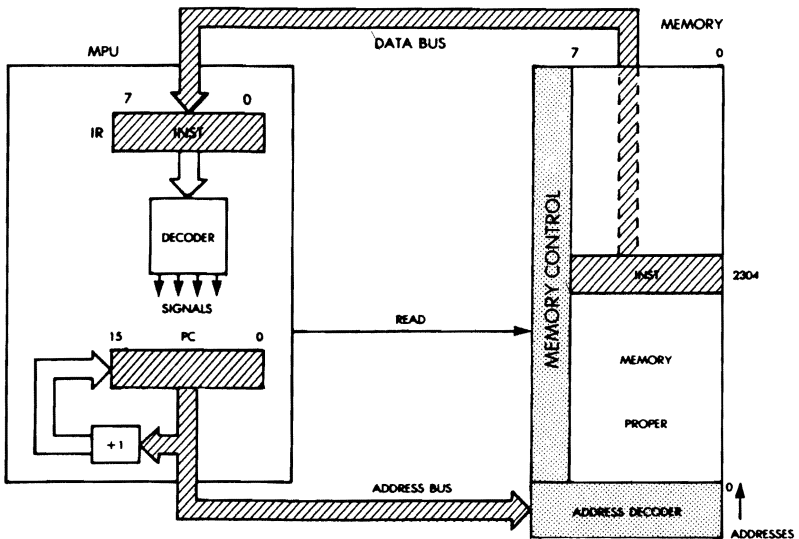 MPU
DATA BUS
MEMORY
7 0
7 0
IR
INST
DECODER
SIGNALS
15 PC 0
+1
READ
ADDRESS BUS
MEMORY CONTROL
INST
2304
MEMORY
PROPER
0
ADDRESS DECODER
ADDRESSES